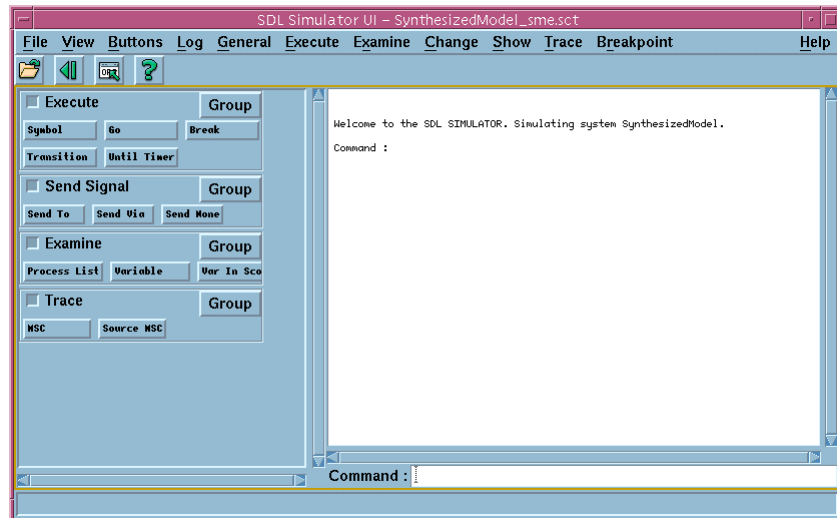 SDL Simulator UI – SynthesizedModel_sme.sct
File View Buttons Log General Execute Examine Change Show Trace Breakpoint Help
Execute Group
Symbol Go Break
Transition Until Timer
Send Signal Group
Send To Send Via Send None
Examine Group
Process List Variable Var In Sco
Trace Group
MSC Source MSC
Welcome to the SDL SIMULATOR. Simulating system SynthesizedModel.
Command :
Command :